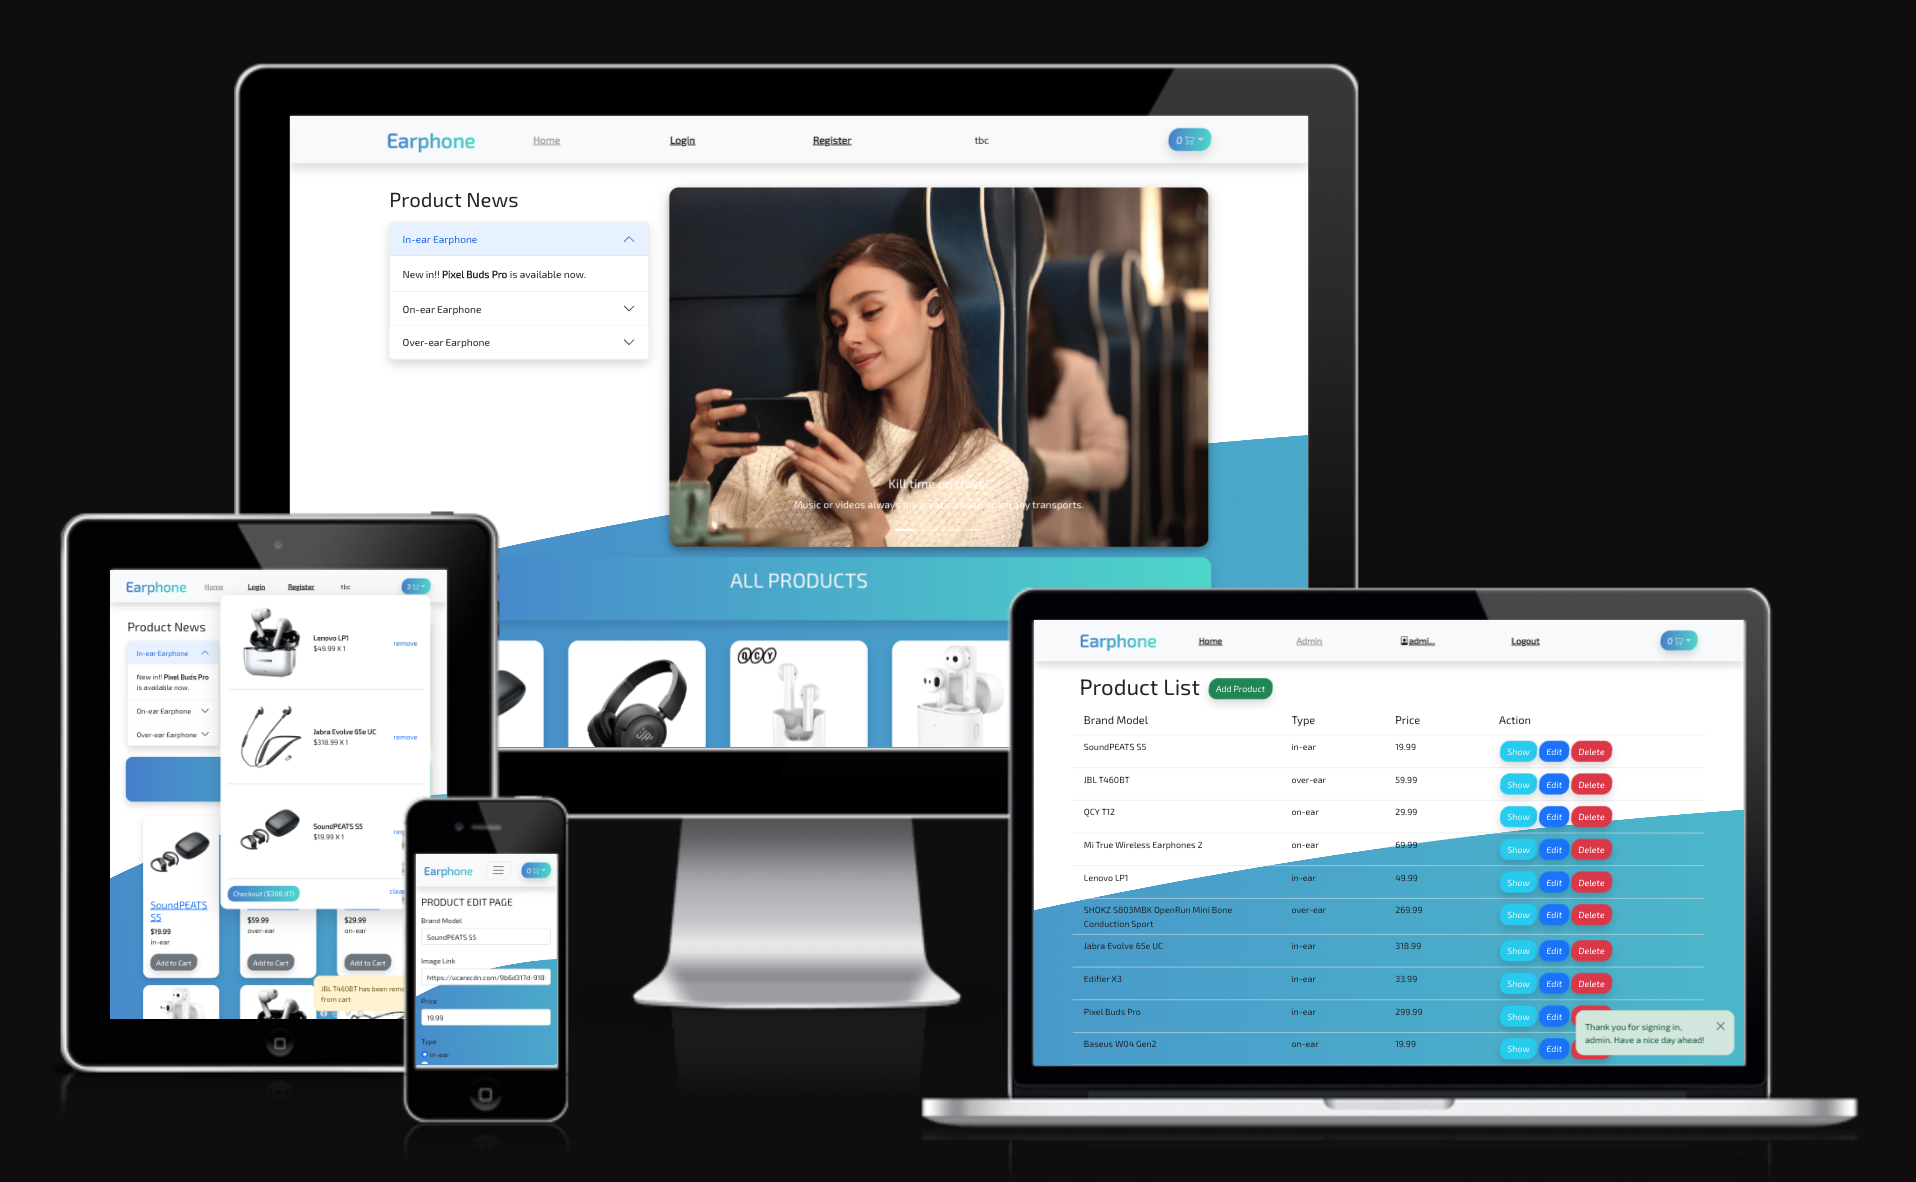 Earphone Home Login Register tbc 0
Product News
In-ear Earphone
New in!! Pixel Buds Pro is available now.
On-ear Earphone
Over-ear Earphone
Kill time on travel
Music or videos always my great companion on any transports.
ALL PRODUCTS
QCY
JBL
Earphone Home Login Register tbc 3
Product News
In-ear Earphone
New in!! Pixel Buds Pro
is available now.
On-ear Earphone
Over-ear Earphone
Lenovo LP1
$49.99 X 1
remove
Jabra Evolve 65e UC
$318.99 X 1
remove
SoundPEATS S5
$19.99 X 1
Checkout ($388.97)
SoundPEATS
S5
$19.99
in-ear
Add to Cart
$59.99
over-ear
Add to Cart
$29.99
on-ear
Add to Cart
JBL T460BT has been
from cart
Earphone 0
PRODUCT EDIT PAGE
Brand Model
SoundPEATS S5
Image Link
https://ucarecdn.com/9b6d317d-918
Price
19.99
Type
in-ear
Earphone Home Admin admi... Logout 0
Product List Add Product
Brand Model Type Price Action
SoundPEATS S5 in-ear 19.99 Show Edit Delete
JBL T460BT over-ear 59.99 Show Edit Delete
QCY T12 on-ear 29.99 Show Edit Delete
Mi True Wireless Earphones 2 on-ear 69.99 Show Edit Delete
Lenovo LP1 in-ear 49.99 Show Edit Delete
SHOKZ S803MBK OpenRun Mini Bone
Conduction Sport over-ear 269.99 Show Edit Delete
Jabra Evolve 65e UC in-ear 318.99 Show Edit Delete
Edifier X3 in-ear 33.99 Show Edit Delete
Pixel Buds Pro in-ear 299.99 Show Edit
Baseus W04 Gen2 on-ear 19.99 Show Edit
Thank you for signing in,
admin. Have a nice day ahead!